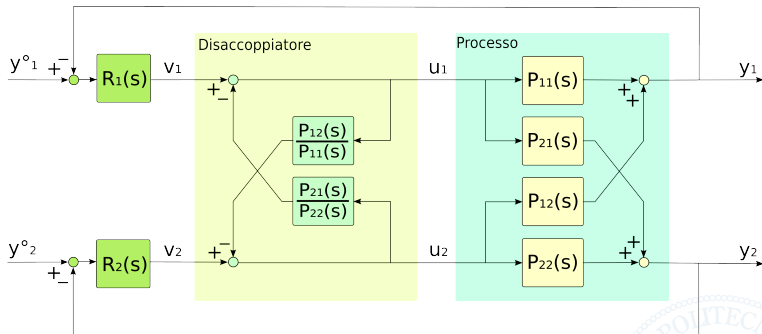 Disaccoppiatore
Processo
y°₁ + − R₁(s) v₁ + − u₁ P₁₁(s) + + y₁
P₁₂(s)
P₁₁(s)
P₂₁(s)
P₂₁(s)
P₂₂(s)
P₁₂(s)
y°₂ + − R₂(s) v₂ + − u₂ P₂₂(s) + + y₂
POLITECA